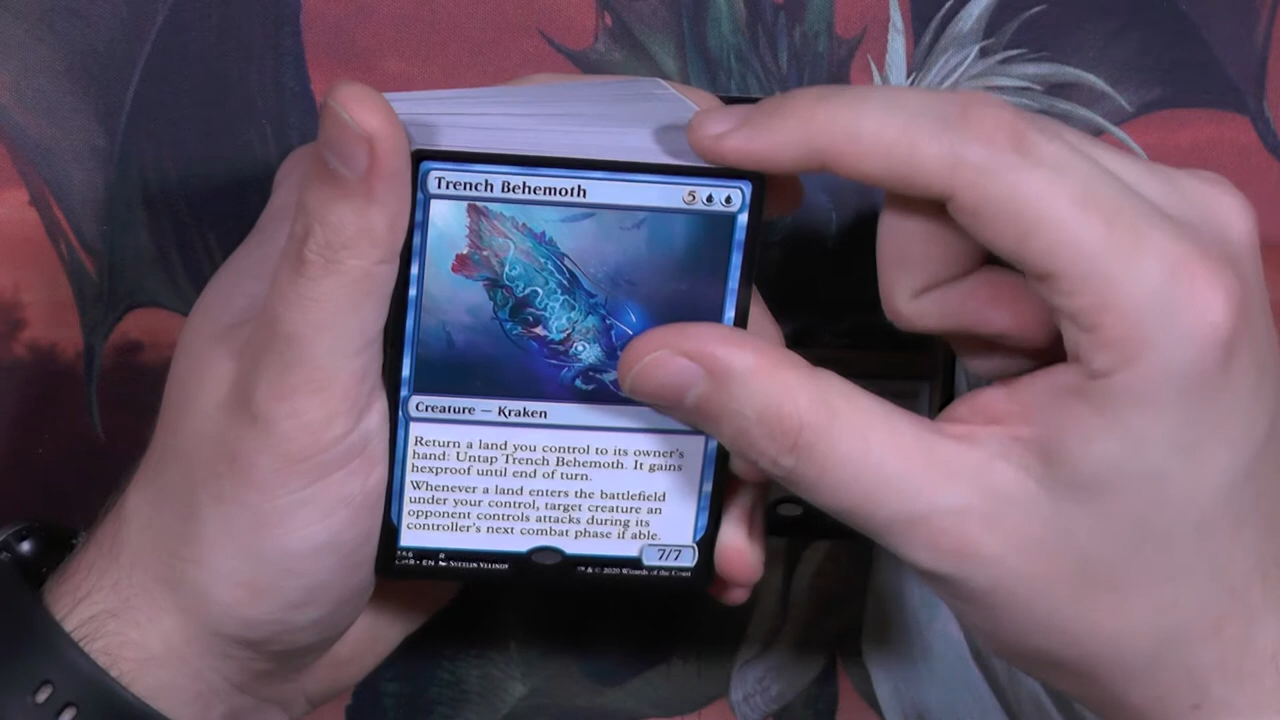 Trench Behemoth 5
Creature — Kraken
Return a land you control to its owner's
hand: Untap Trench Behemoth. It gains
hexproof until end of turn.
Whenever a land enters the battlefield
under your control, target creature an
opponent controls attacks during its
controller's next combat phase if able.
7/7
R
EN SVETLIN VELINOV ™ & © 2020 Wizards of the Coast